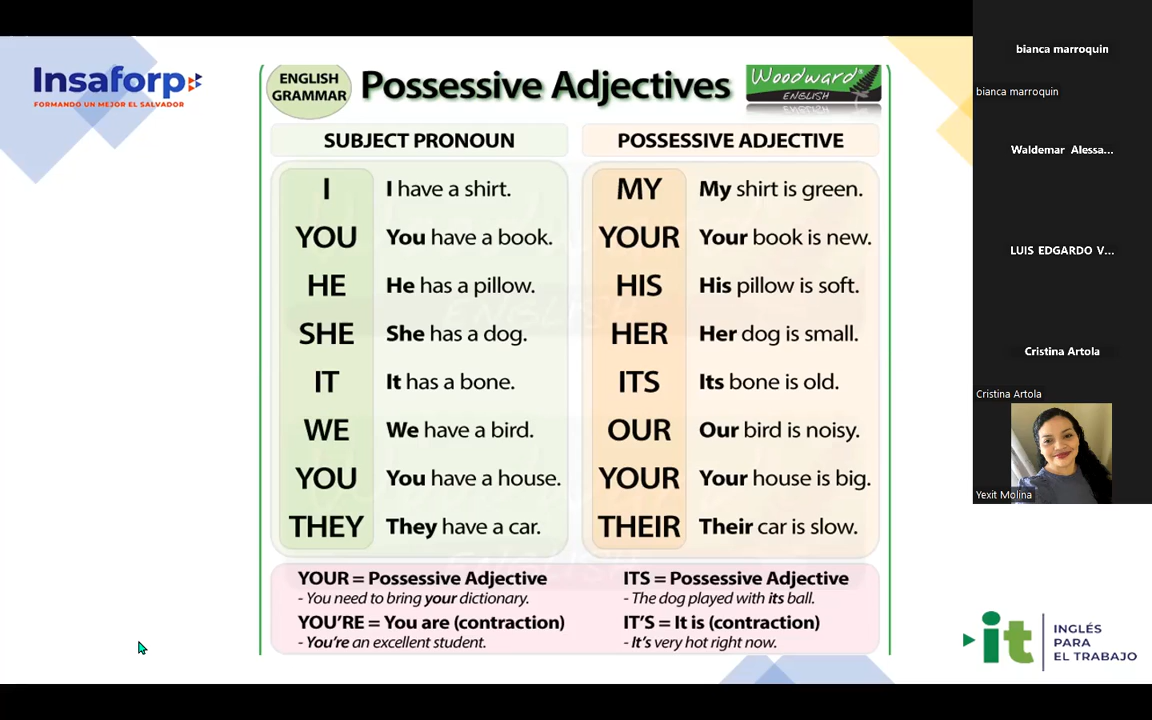 Insaforp
FORMANDO UN MEJOR EL SALVADOR
ENGLISH
GRAMMAR
Possessive Adjectives
Woodward®
ENGLISH
SUBJECT PRONOUN
POSSESSIVE ADJECTIVE
I I have a shirt.
MY My shirt is green.
YOU You have a book.
YOUR Your book is new.
HE He has a pillow.
HIS His pillow is soft.
SHE She has a dog.
HER Her dog is small.
IT It has a bone.
ITS Its bone is old.
WE We have a bird.
OUR Our bird is noisy.
YOU You have a house.
YOUR Your house is big.
THEY They have a car.
THEIR Their car is slow.
YOUR = Possessive Adjective
- You need to bring your dictionary.
YOU'RE = You are (contraction)
- You're an excellent student.
ITS = Possessive Adjective
- The dog played with its ball.
IT'S = It is (contraction)
- It's very hot right now.
it
INGLÉS
PARA
EL TRABAJO
bianca marroquin
bianca marroquin
Waldemar Alessa...
LUIS EDGARDO V...
Cristina Artola
Cristina Artola
Yexit Molina